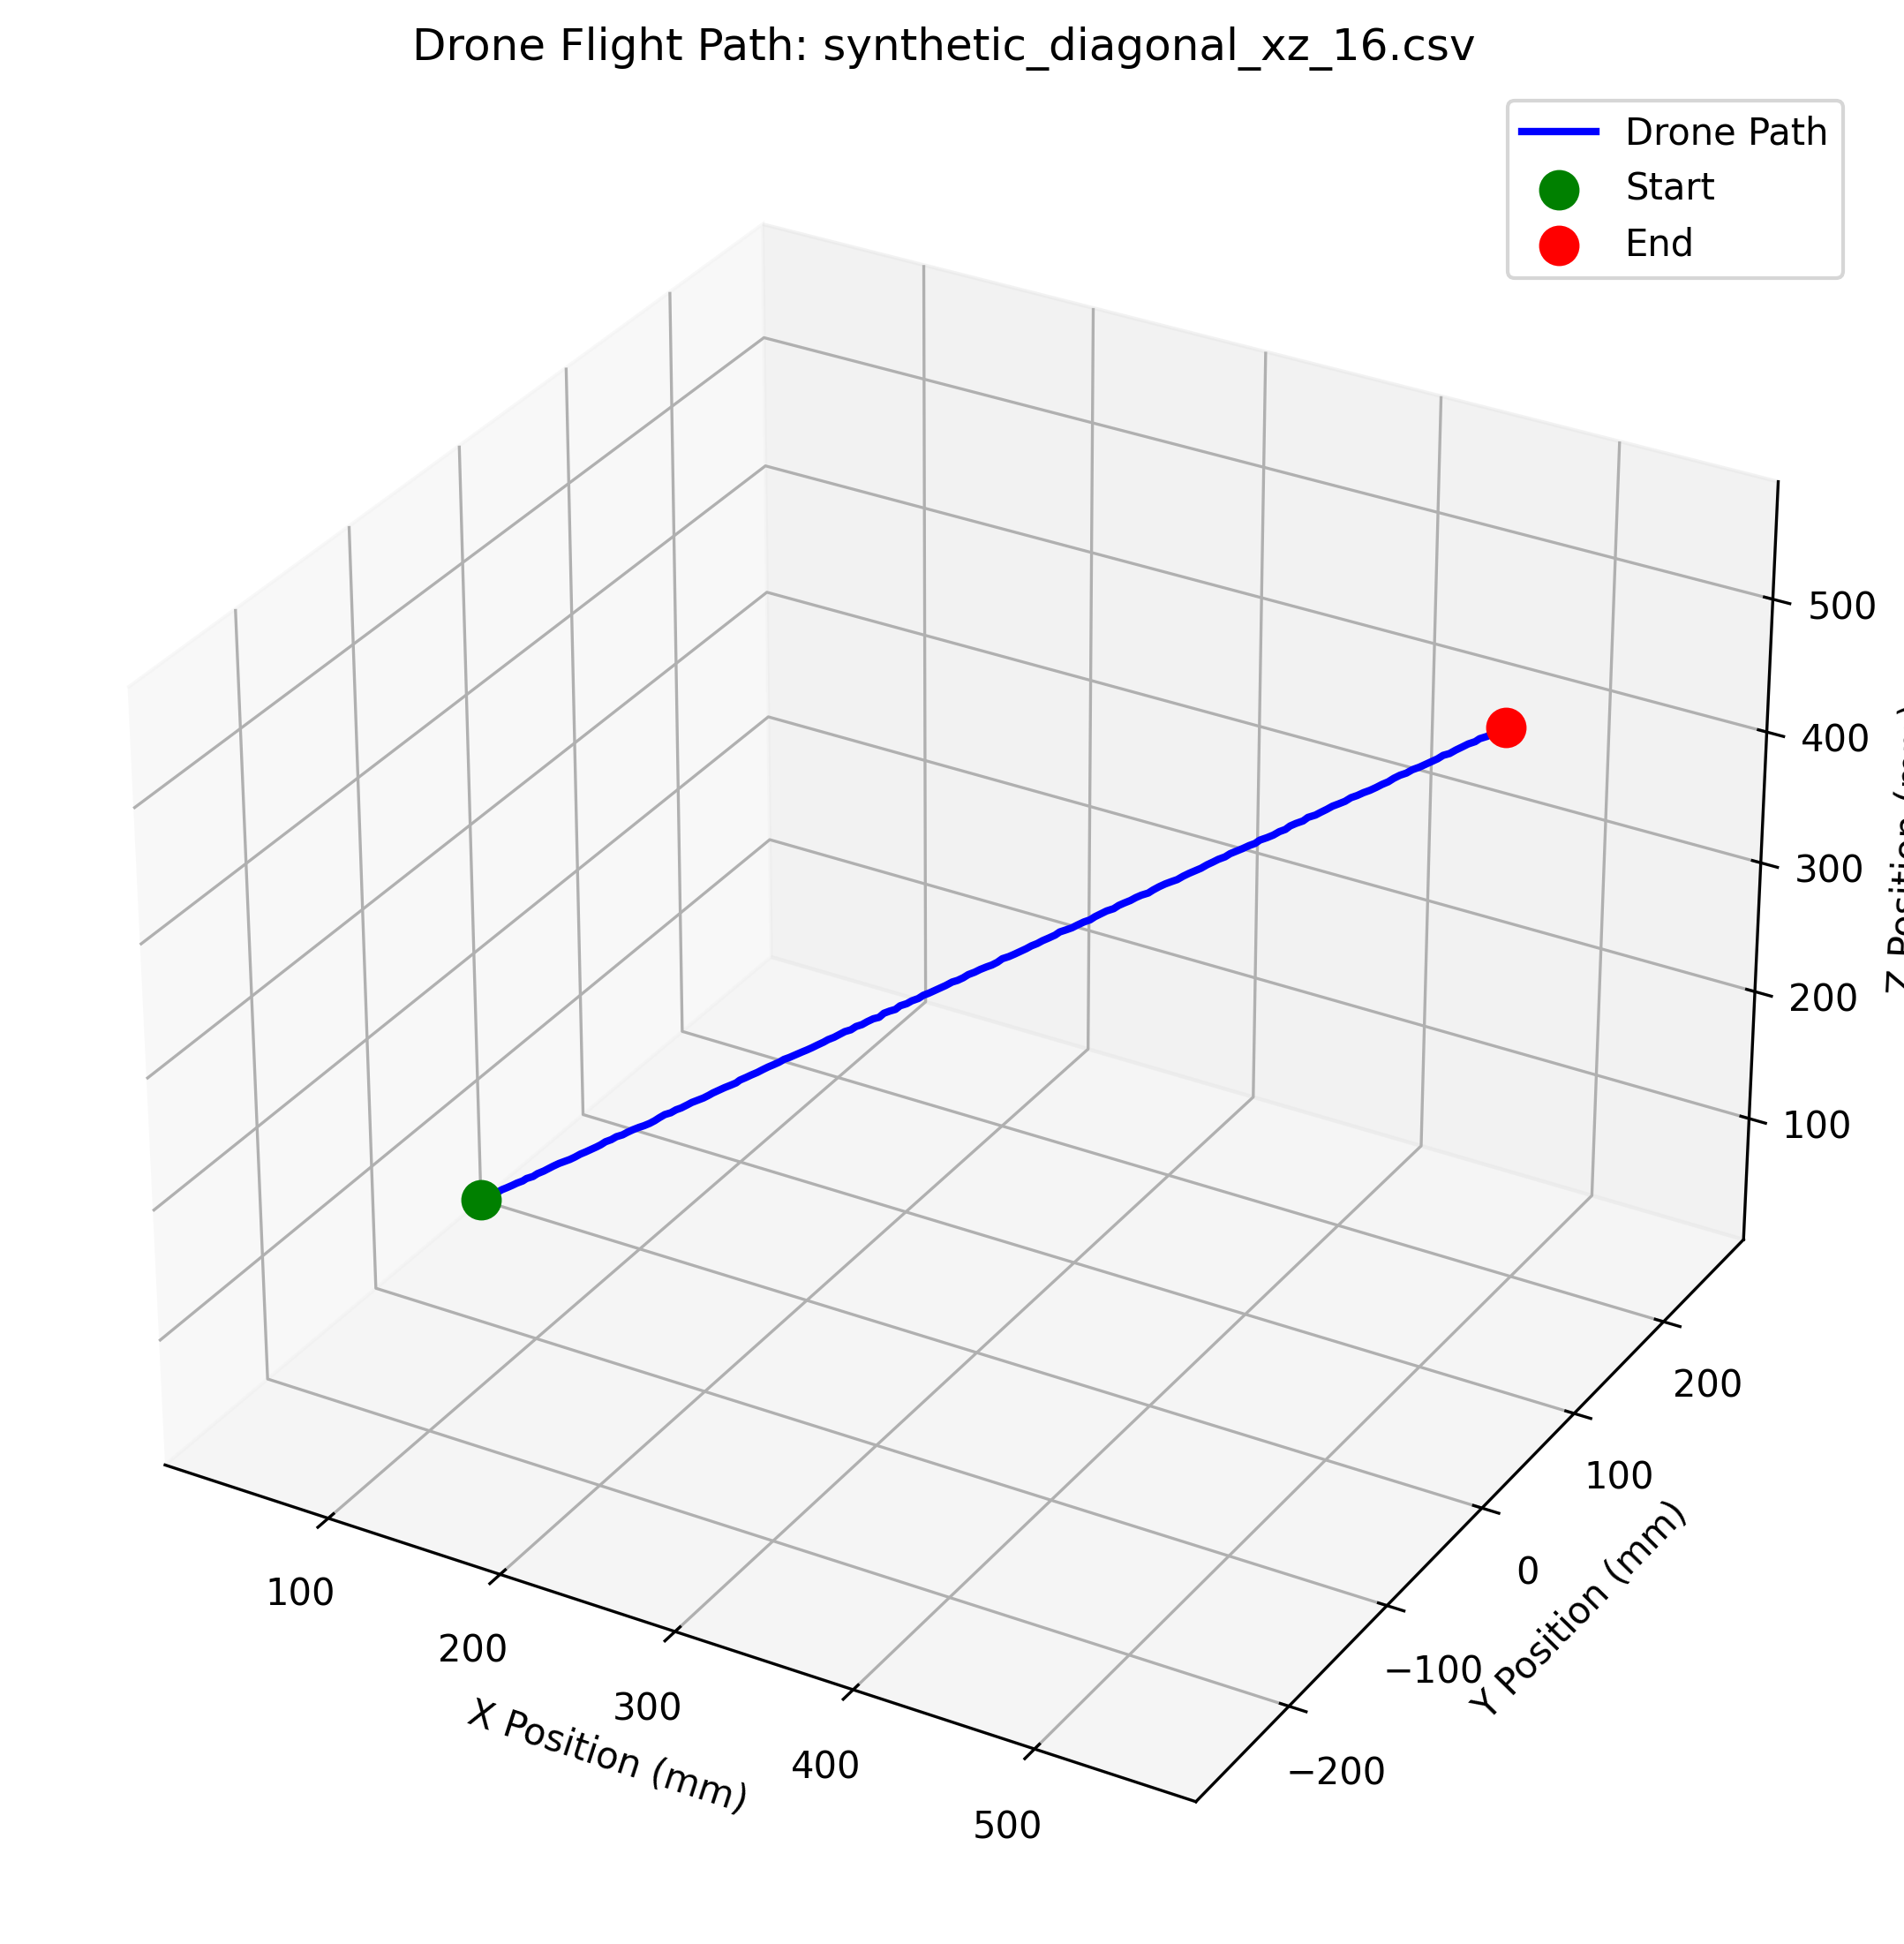 Drone Flight Path: synthetic_diagonal_xz_16.csv
Drone Path
Start
End
500
400
300
200
100
Z Position
200
100
0
−100
−200
Y Position (mm)
100
200
300
400
500
X Position (mm)